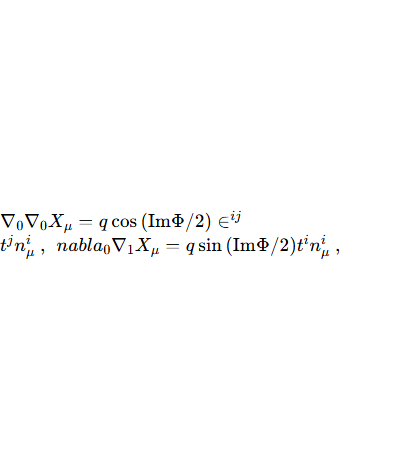 ∇₀∇₀X_μ = q cos (ImΦ/2) ∈^{ij}
t^j n^i_μ , nabla₀∇₁X_μ = q sin (ImΦ/2)t^i n^i_μ ,